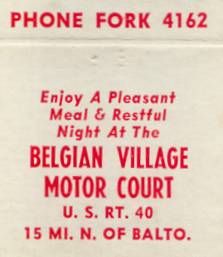 PHONE FORK 4162
Enjoy A Pleasant
Meal & Restful
Night At The
BELGIAN VILLAGE
MOTOR COURT
U. S. RT. 40
15 MI. N. OF BALTO.